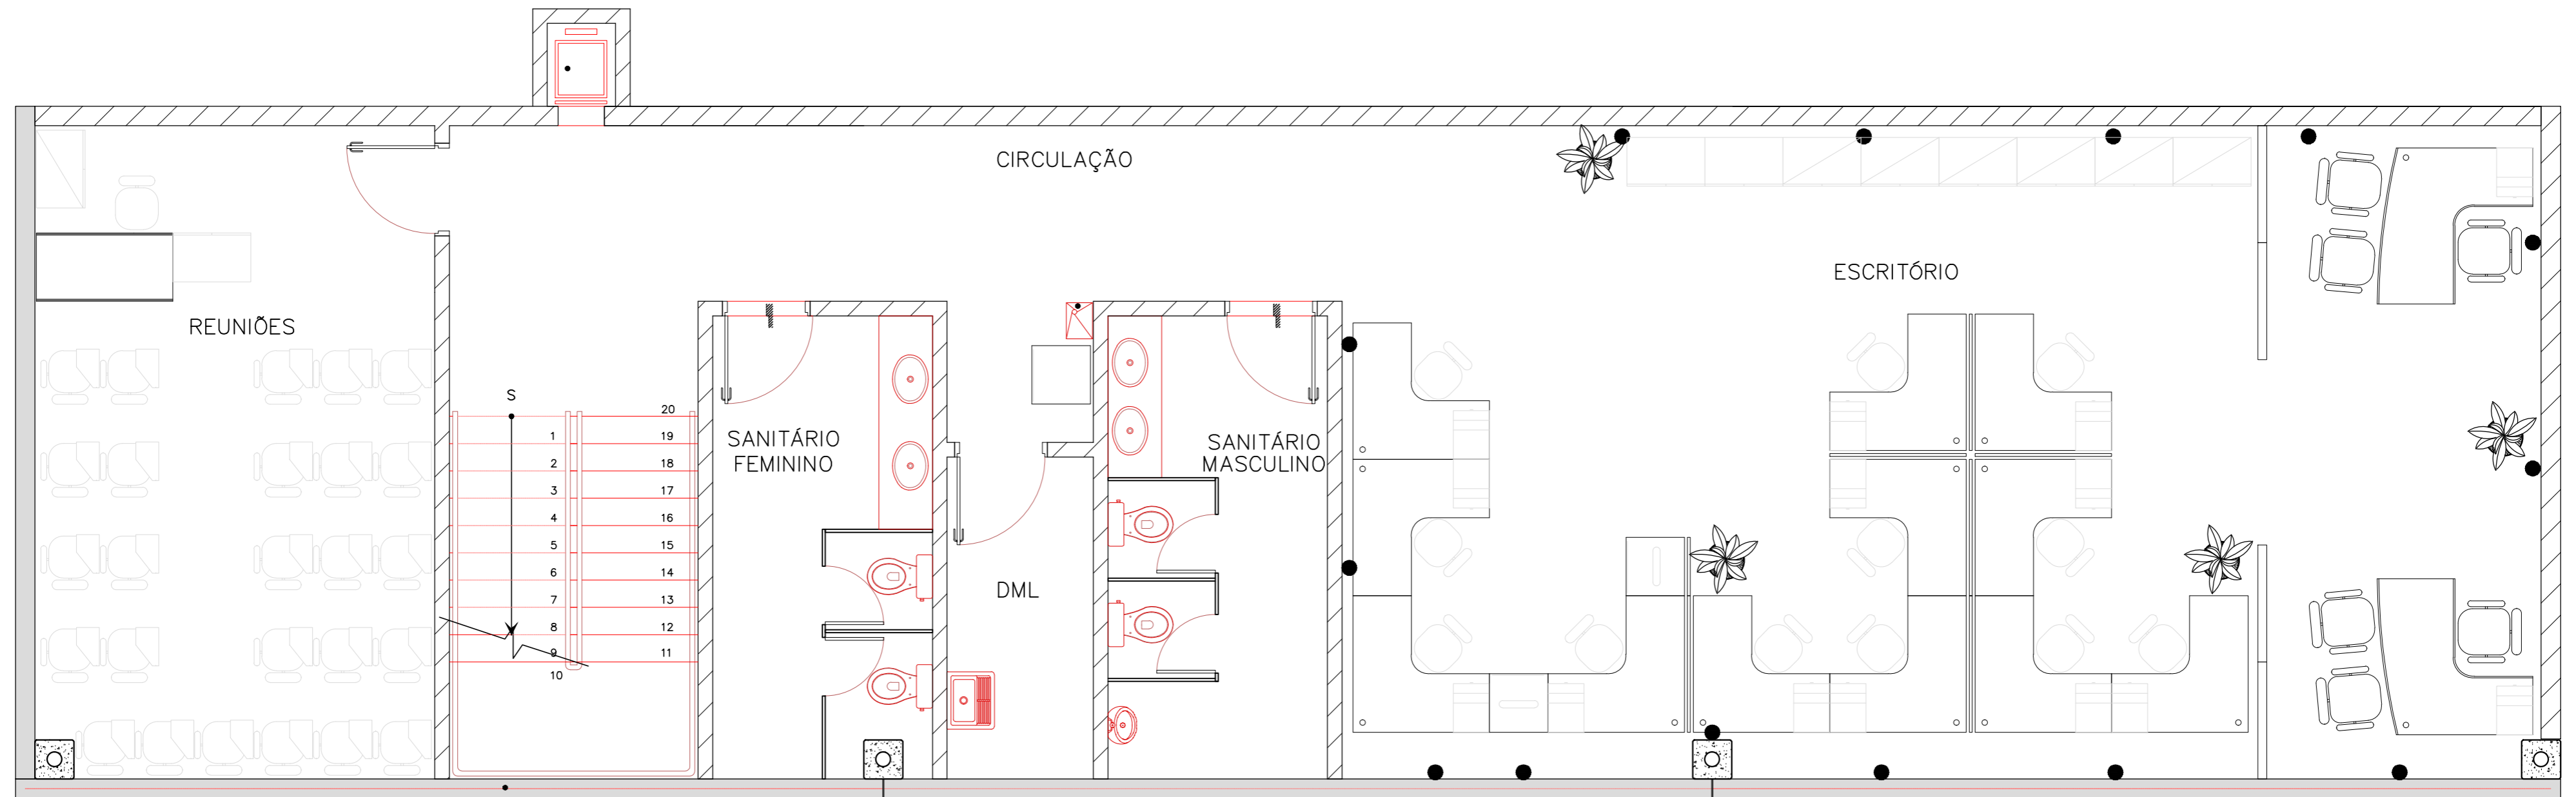 CIRCULAÇÃO
ESCRITÓRIO
REUNIÕES
S
20
1 19
2 18
3 17
4 16
5 15
6 14
7 13
8 12
9 11
10
SANITÁRIO
FEMININO
DML
SANITÁRIO
MASCULINO